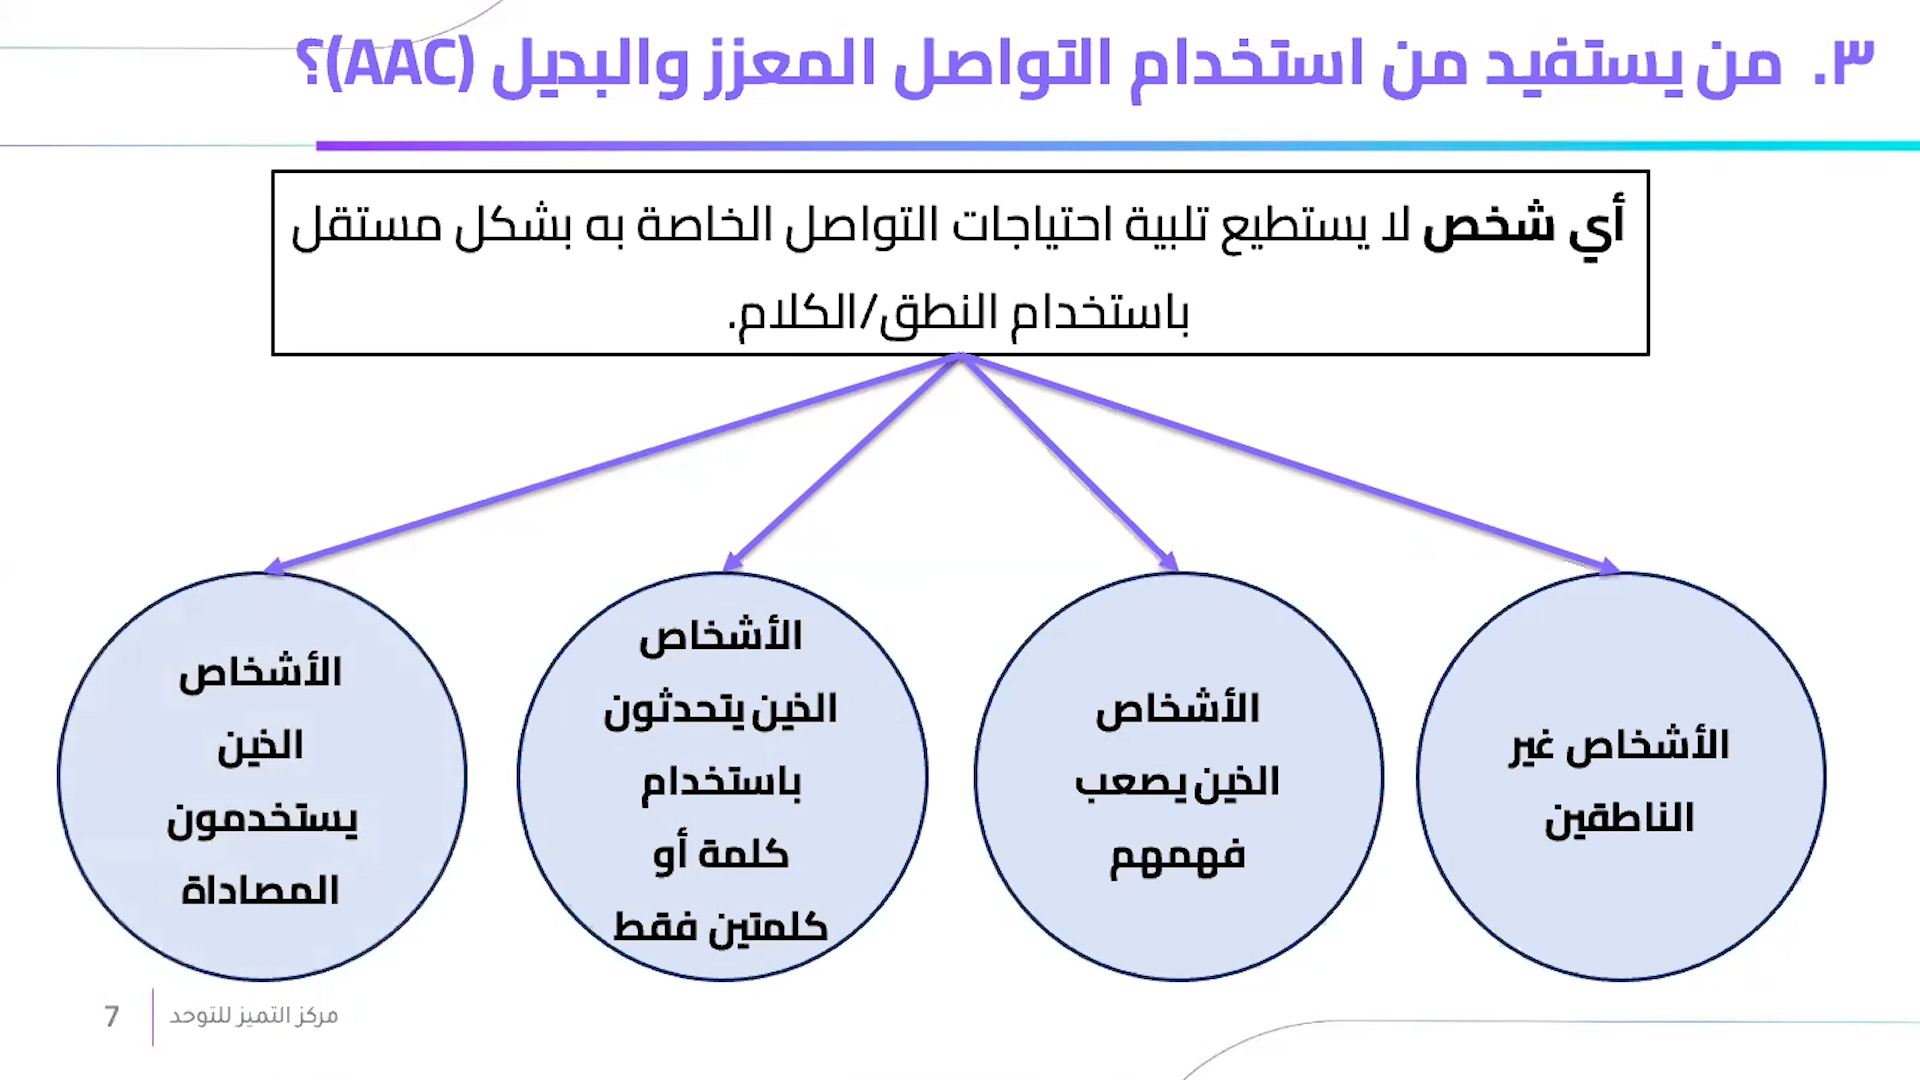 ٣. من يستفيد من استخدام التواصل المعزز والبديل (AAC)؟
أي شخص لا يستطيع تلبية احتياجات التواصل الخاصة به بشكل مستقل
باستخدام النطق/الكلام.
الأشخاص غير
الناطقين
الأشخاص
الذين يصعب
فهمهم
الأشخاص
الذين يتحدثون
باستخدام
كلمة أو
كلمتين فقط
الأشخاص
الذين
يستخدمون
المصاداة
مركز التميز للتوحد
7